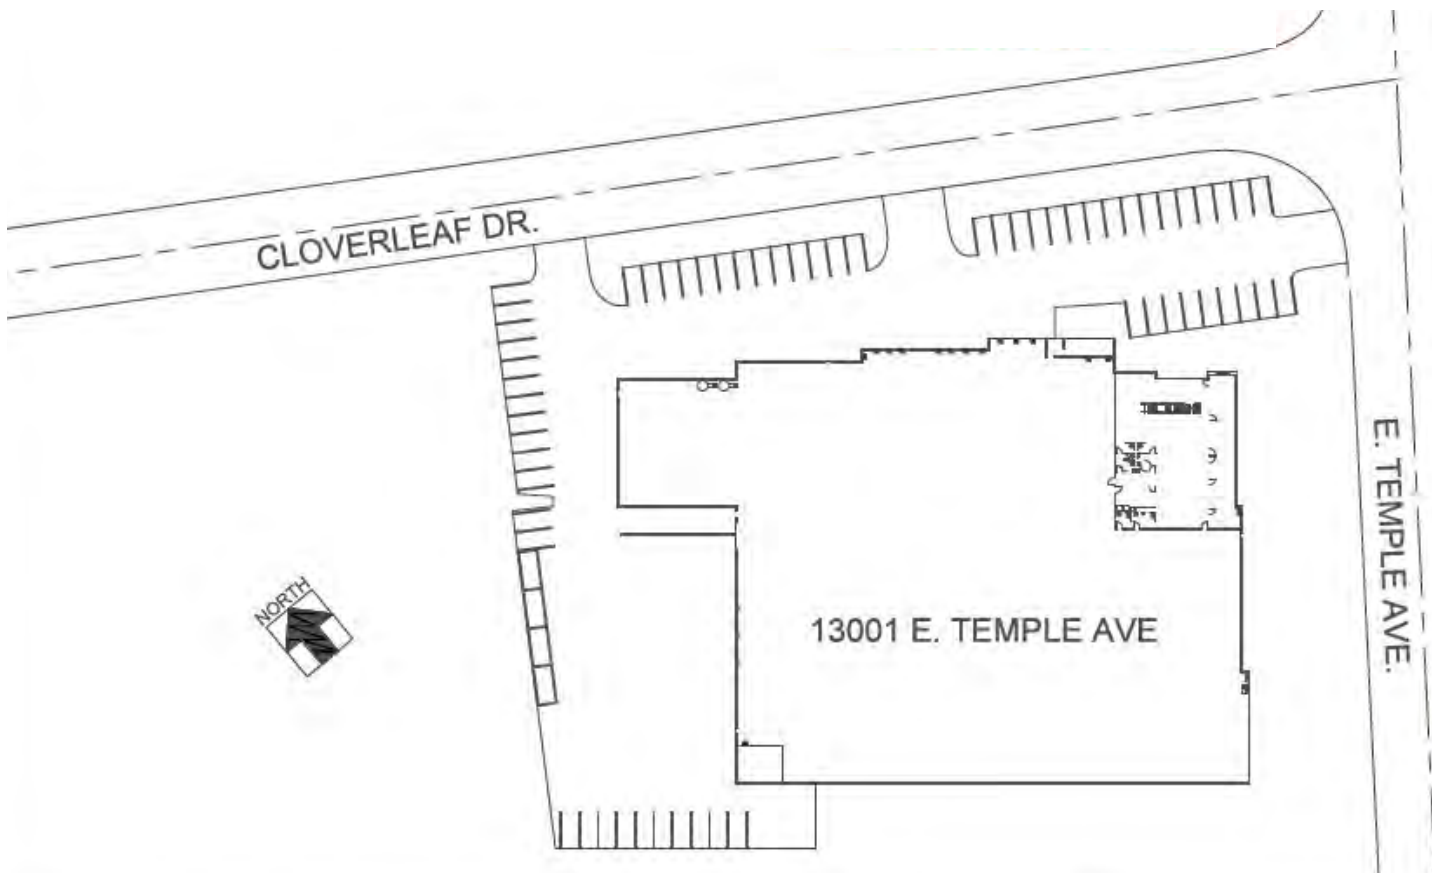 CLOVERLEAF DR.
E. TEMPLE AVE.
NORTH
13001 E. TEMPLE AVE